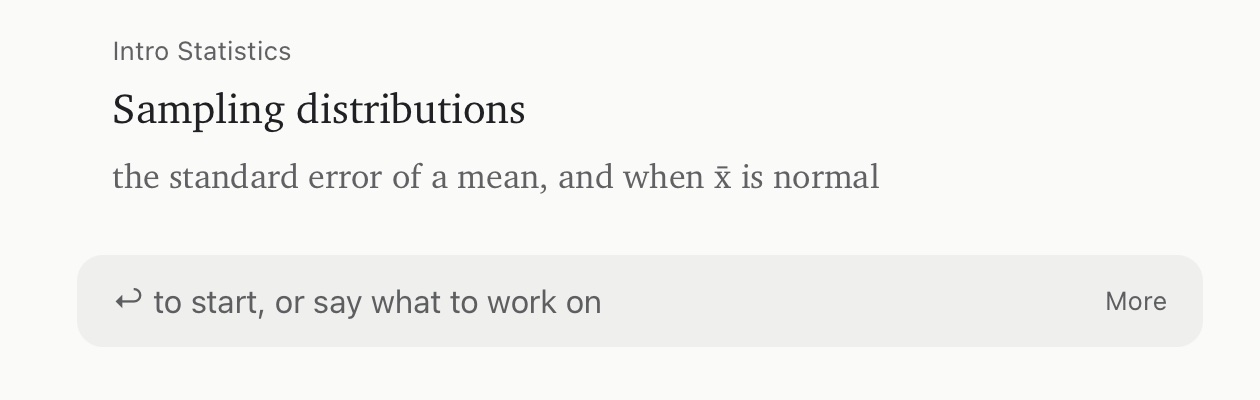 Intro Statistics
Sampling distributions
the standard error of a mean, and when x̄ is normal
↩ to start, or say what to work on
More